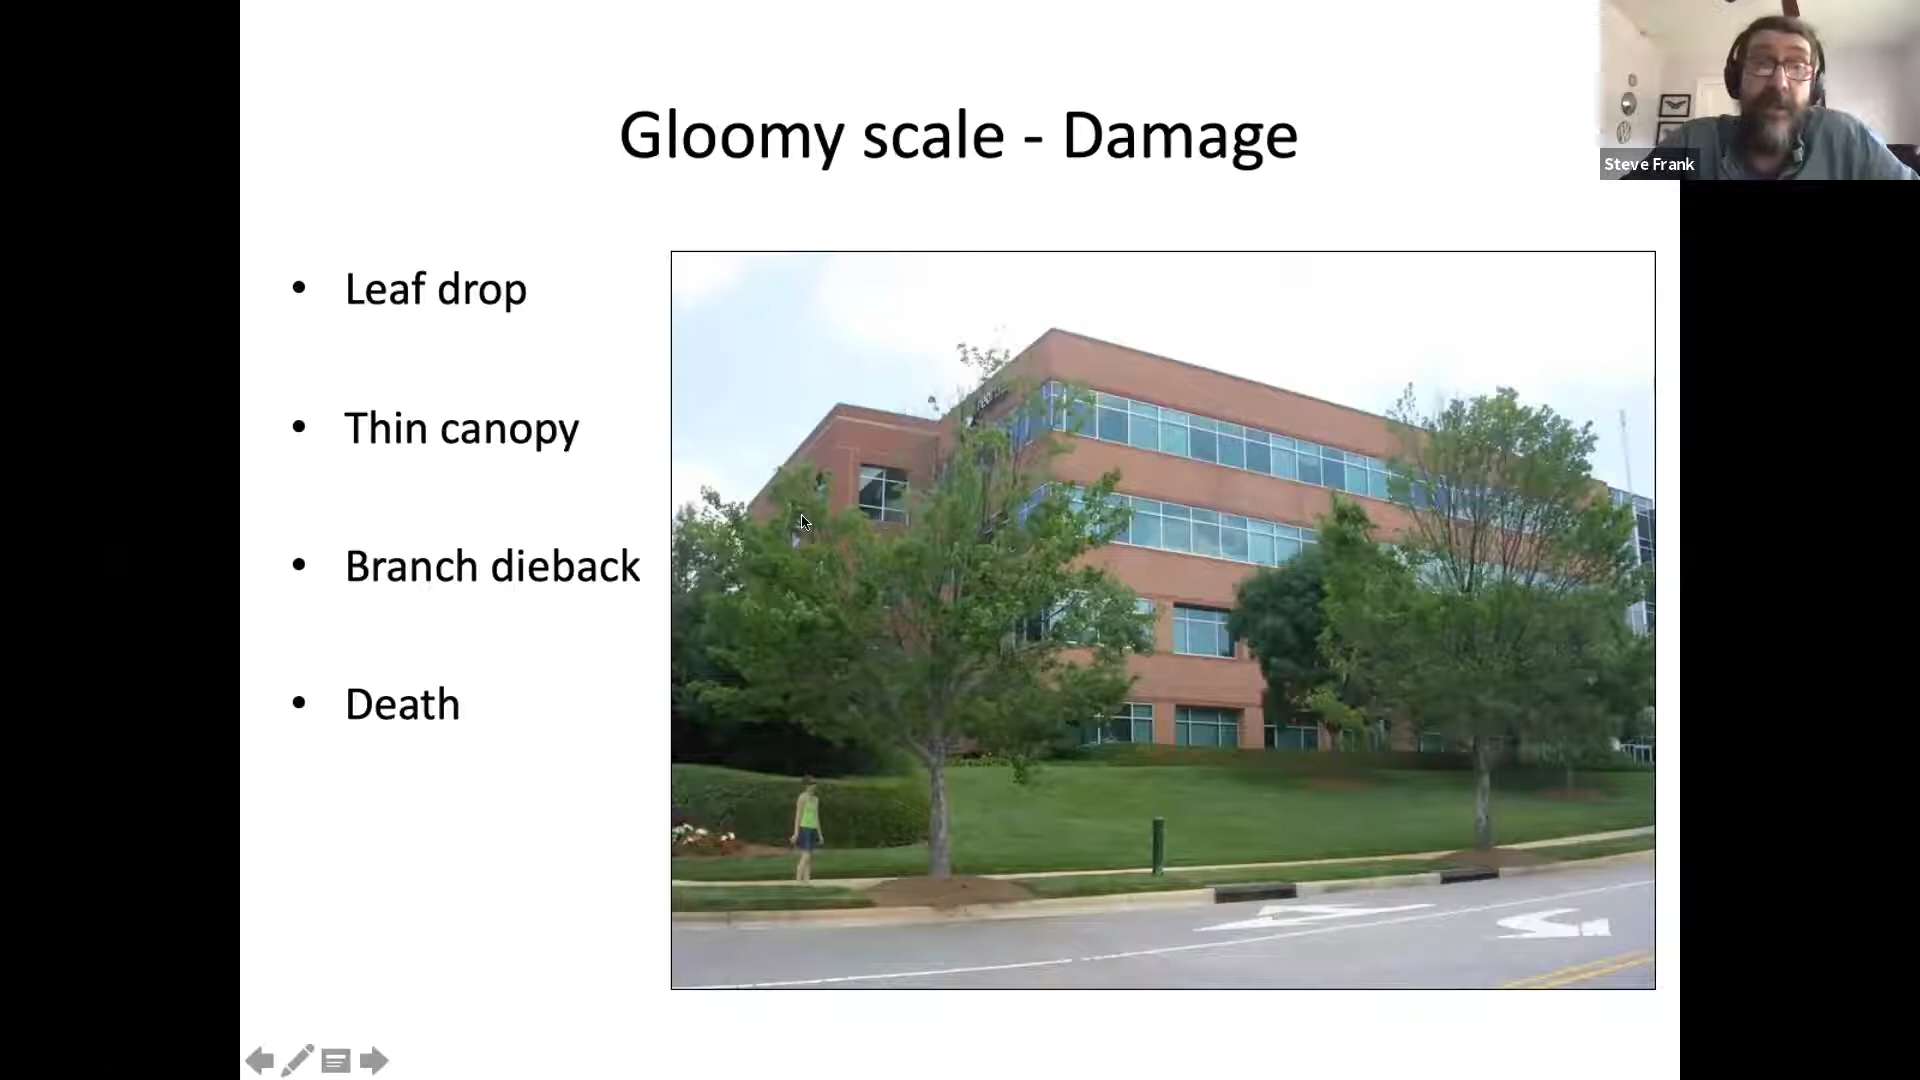 Gloomy scale - Damage
Steve Frank
• Leaf drop
• Thin canopy
• Branch dieback
• Death